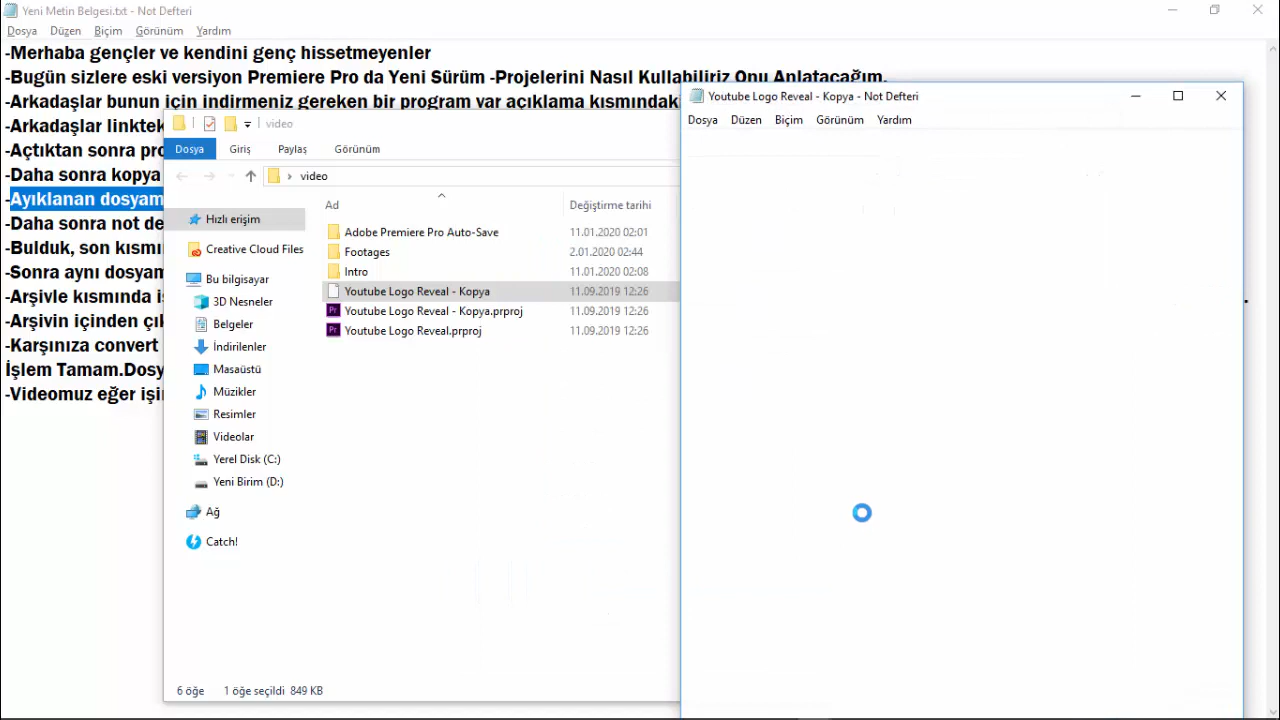 Yeni Metin Belgesi.txt - Not Defteri
Dosya Düzen Biçim Görünüm Yardım
-Merhaba gençler ve kendini genç hissetmeyenler
-Bugün sizlere eski versiyon Premiere Pro da Yeni Sürüm -Projelerini Nasıl Kullabiliriz Onu Anlatacağım.
-Arkadaşlar bunun için indirmeniz gereken bir program var açıklama kısmındaki
-Arkadaşlar linktek
-Açtıktan sonra pro
-Daha sonra kopya
-Ayıklanan dosyam
-Daha sonra not de
-Bulduk, son kısmı
-Sonra aynı dosyam
-Arşivle kısmında is
-Arşivin içinden çık
-Karşınıza convert
İşlem Tamam.Dosy
-Videomuz eğer işin
video
Dosya Giriş Paylaş Görünüm
video
Ad Değiştirme tarihi
Hızlı erişim
Creative Cloud Files
Bu bilgisayar
3D Nesneler
Belgeler
İndirilenler
Masaüstü
Müzikler
Resimler
Videolar
Yerel Disk (C:)
Yeni Birim (D:)
Ağ
Catch!
Adobe Premiere Pro Auto-Save 11.01.2020 02:01
Footages 2.01.2020 02:44
Intro 11.01.2020 02:08
Youtube Logo Reveal - Kopya 11.09.2019 12:26
Pr Youtube Logo Reveal - Kopya.prproj 11.09.2019 12:26
Pr Youtube Logo Reveal.prproj 11.09.2019 12:26
6 öğe 1 öğe seçildi 849 KB
Youtube Logo Reveal - Kopya - Not Defteri
Dosya Düzen Biçim Görünüm Yardım